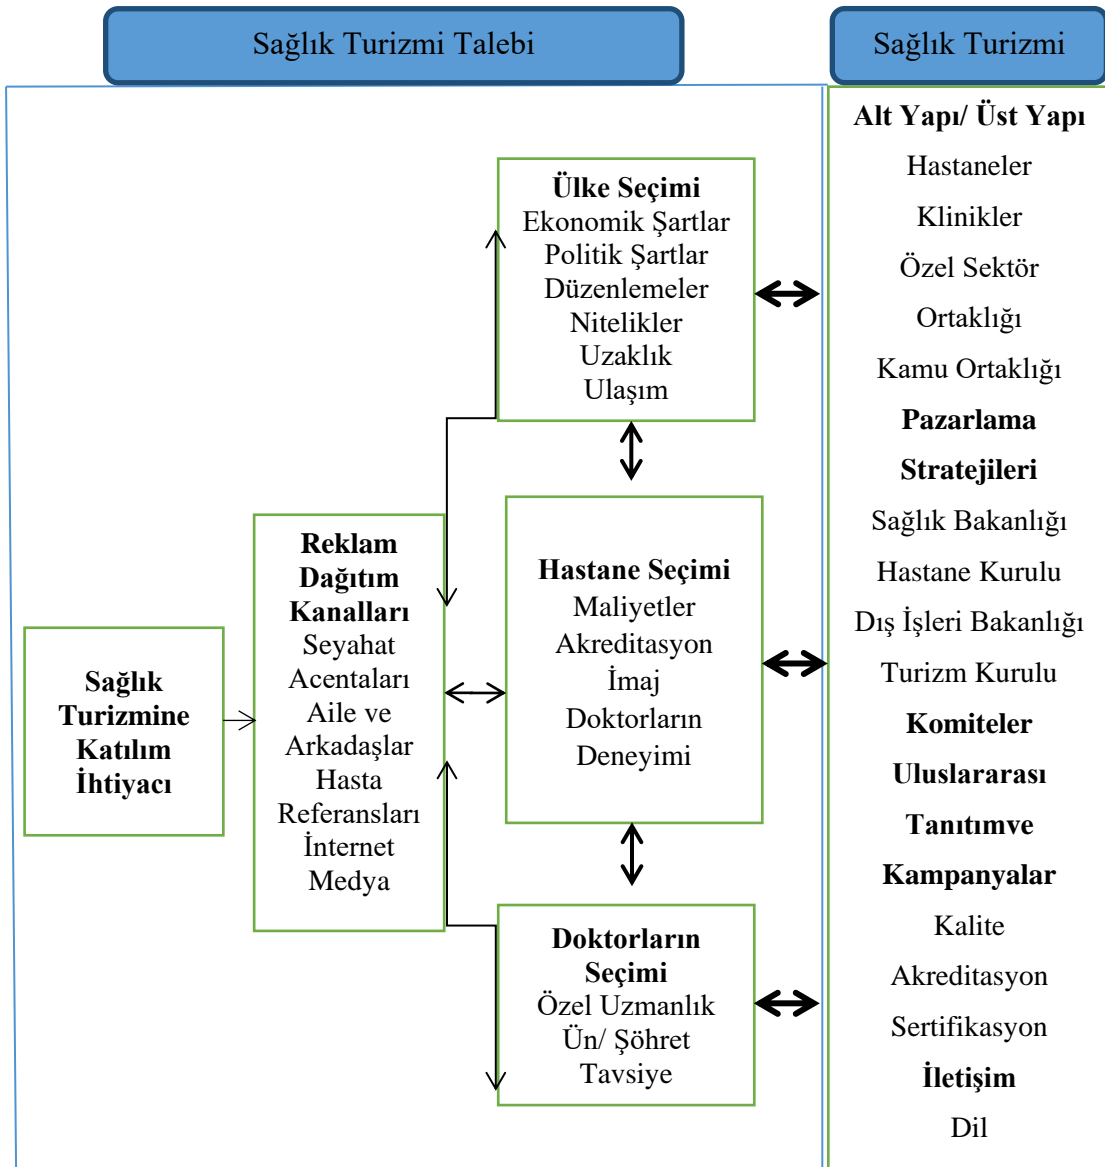 Sağlık Turizmi Talebi
Sağlık Turizmi
Sağlık
Turizmine
Katılım
İhtiyacı
Reklam
Dağıtım
Kanalları
Seyahat
Acentaları
Aile ve
Arkadaşlar
Hasta
Referansları
İnternet
Medya
Ülke Seçimi
Ekonomik Şartlar
Politik Şartlar
Düzenlemeler
Nitelikler
Uzaklık
Ulaşım
Hastane Seçimi
Maliyetler
Akreditasyon
İmaj
Doktorların
Deneyimi
Doktorların
Seçimi
Özel Uzmanlık
Ün/ Şöhret
Tavsiye
Alt Yapı/ Üst Yapı
Hastaneler
Klinikler
Özel Sektör
Ortaklığı
Kamu Ortaklığı
Pazarlama
Stratejileri
Sağlık Bakanlığı
Hastane Kurulu
Dış İşleri Bakanlığı
Turizm Kurulu
Komiteler
Uluslararası
Tanıtımve
Kampanyalar
Kalite
Akreditasyon
Sertifikasyon
İletişim
Dil